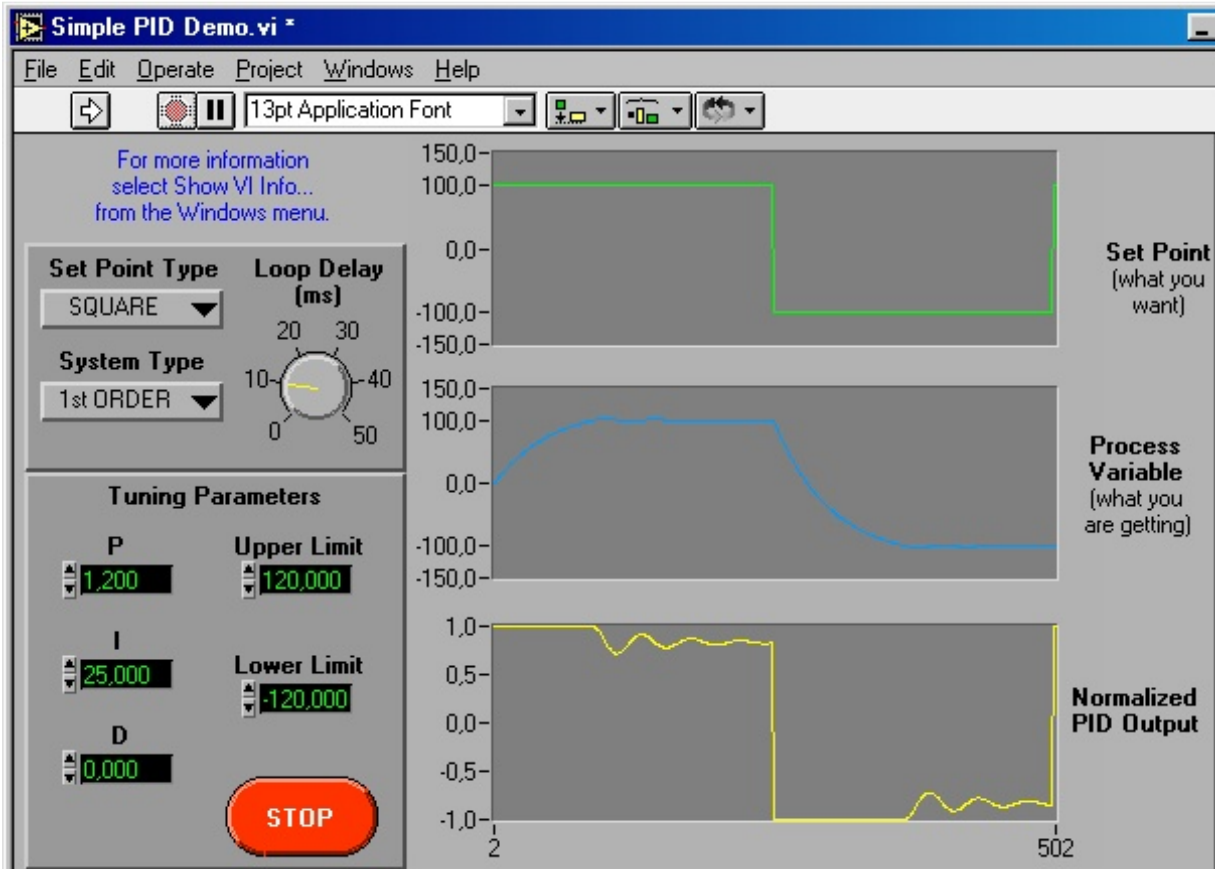 Simple PID Demo.vi *
File Edit Operate Project Windows Help
13pt Application Font
For more information
select Show VI Info...
from the Windows menu.
Set Point Type
SQUARE
System Type
1st ORDER
Loop Delay
(ms)
0
10
20
30
40
50
Tuning Parameters
P
1,200
I
25,000
D
0,000
Upper Limit
120,000
Lower Limit
-120,000
STOP
150,0
100,0
0,0
-100,0
-150,0
Set Point
(what you
want)
150,0
100,0
0,0
-100,0
-150,0
Process
Variable
(what you
are getting)
1,0
0,5
0,0
-0,5
-1,0
2
502
Normalized
PID Output